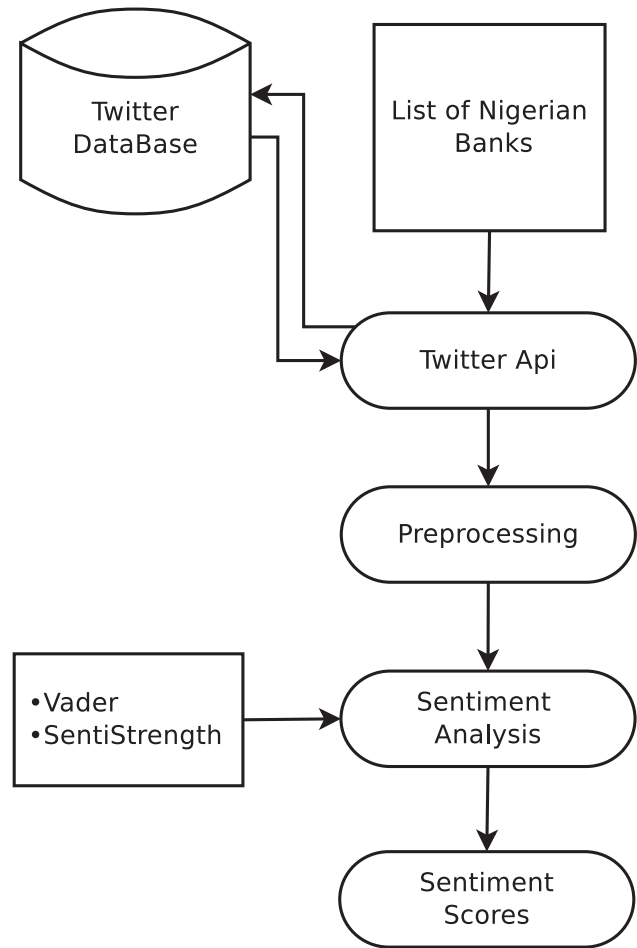 Twitter
DataBase
List of Nigerian
Banks
Twitter Api
Preprocessing
•Vader
•SentiStrength
Sentiment
Analysis
Sentiment
Scores